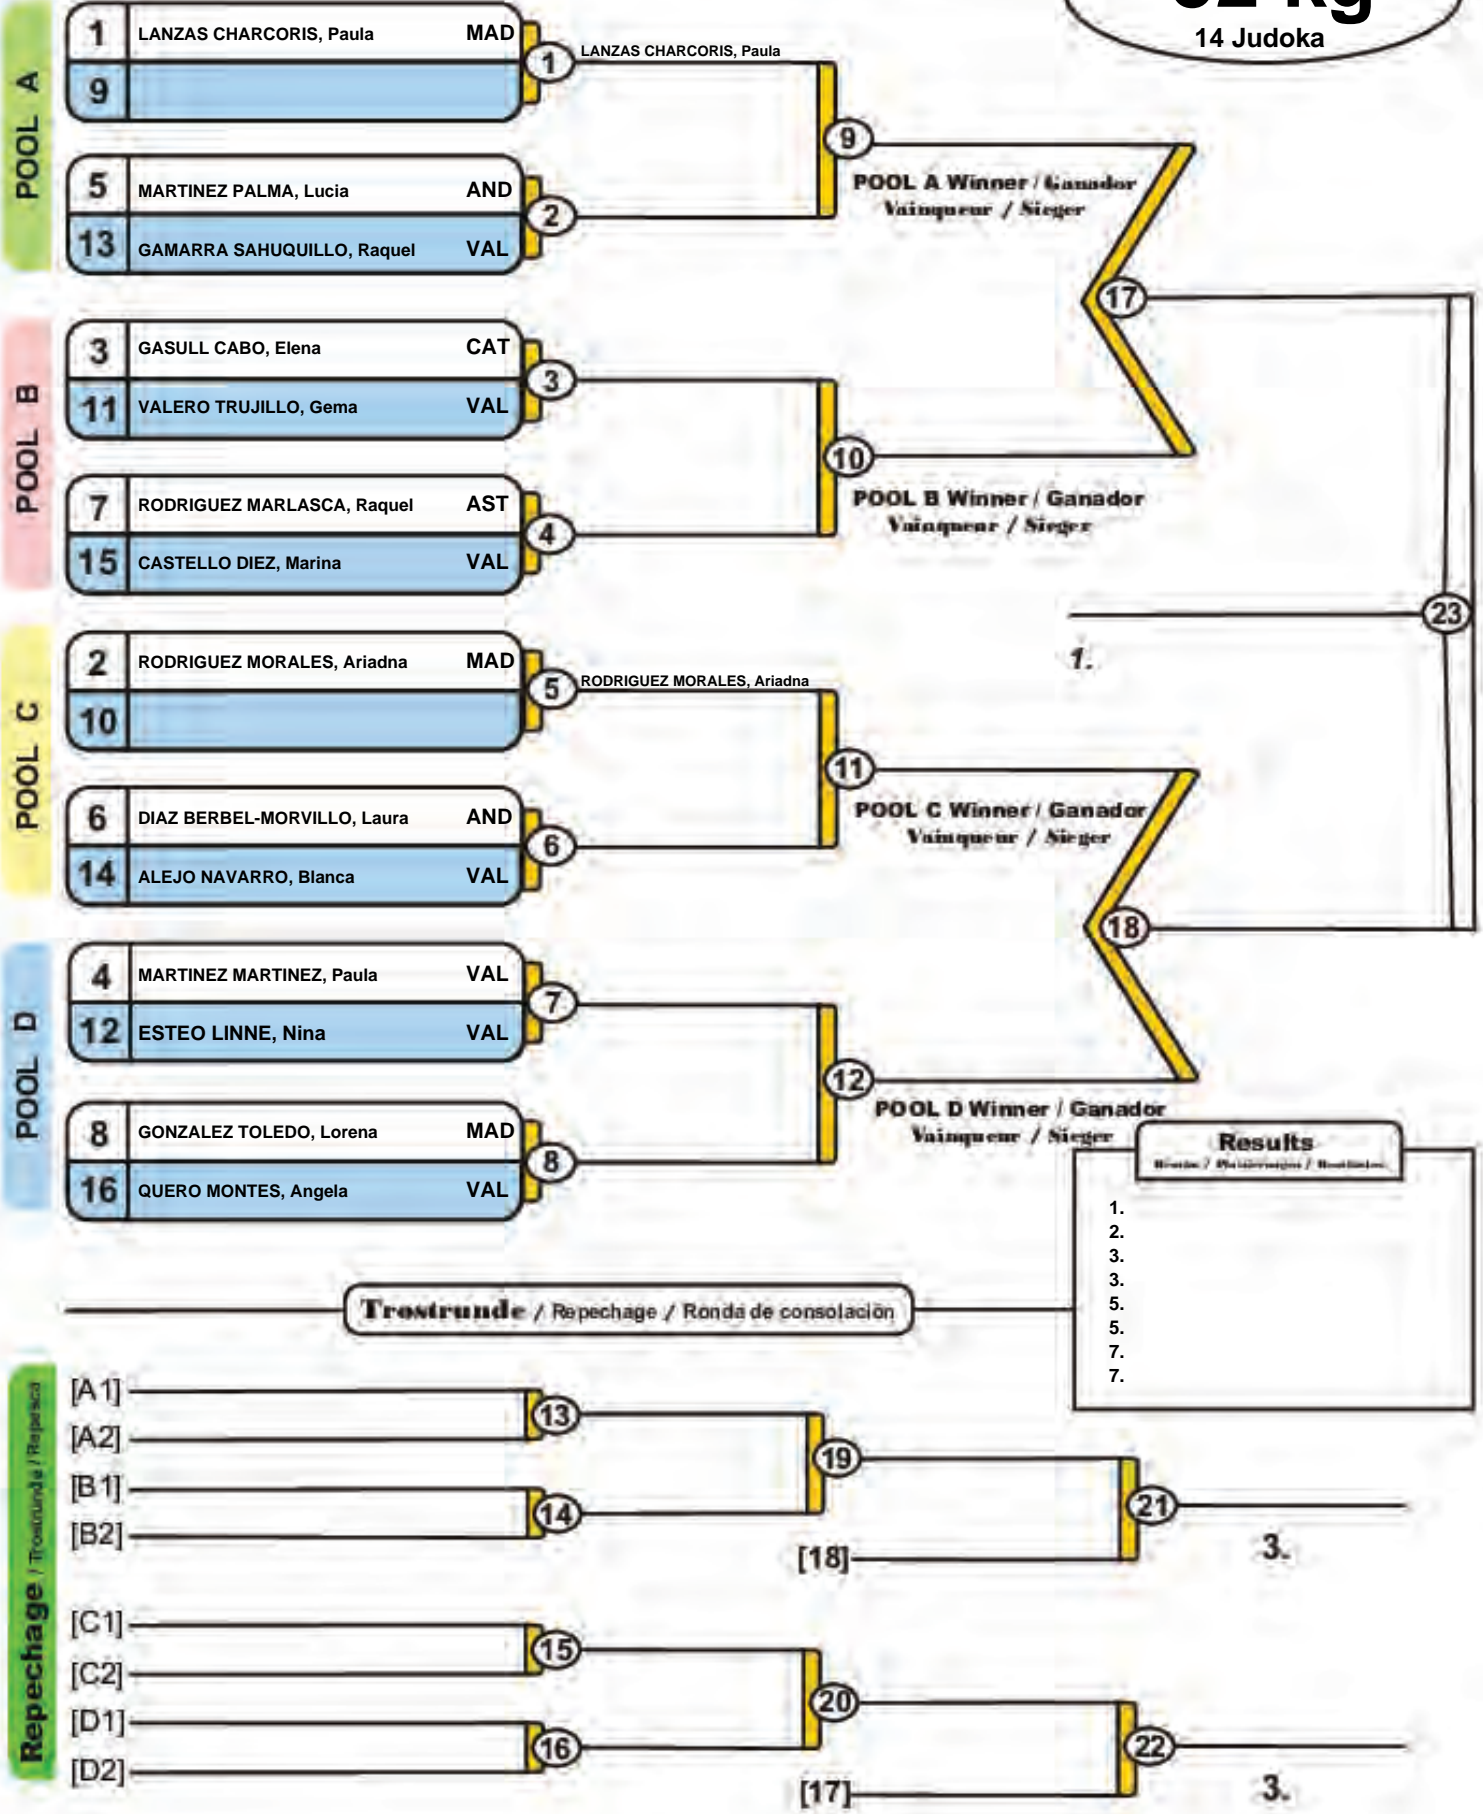 kg
14 Judoka
POOL A
1 LANZAS CHARCORIS, Paula MAD
9
1 LANZAS CHARCORIS, Paula
5 MARTINEZ PALMA, Lucia AND
13 GAMARRA SAHUQUILLO, Raquel VAL
2
9
POOL A Winner / Ganador
Vainqueur / Sieger
POOL B
3 GASULL CABO, Elena CAT
11 VALERO TRUJILLO, Gema VAL
3
7 RODRIGUEZ MARLASCA, Raquel AST
15 CASTELLO DIEZ, Marina VAL
4
10
POOL B Winner / Ganador
Vainqueur / Sieger
17
23
1.
POOL C
2 RODRIGUEZ MORALES, Ariadna MAD
10
5 RODRIGUEZ MORALES, Ariadna
6 DIAZ BERBEL-MORVILLO, Laura AND
14 ALEJO NAVARRO, Blanca VAL
6
11
POOL C Winner / Ganador
Vainqueur / Sieger
18
POOL D
4 MARTINEZ MARTINEZ, Paula VAL
12 ESTEO LINNE, Nina VAL
7
8 GONZALEZ TOLEDO, Lorena MAD
16 QUERO MONTES, Angela VAL
8
12
POOL D Winner / Ganador
Vainqueur / Sieger
Results
1.
2.
3.
3.
5.
5.
7.
7.
Trostrunde / Repechage / Ronda de consolación
Repechage / Trostrunde / Repesca
[A1]
[A2]
13
[B1]
[B2]
14
19
[18]
21
3.
[C1]
[C2]
15
[D1]
[D2]
16
20
[17]
22
3.